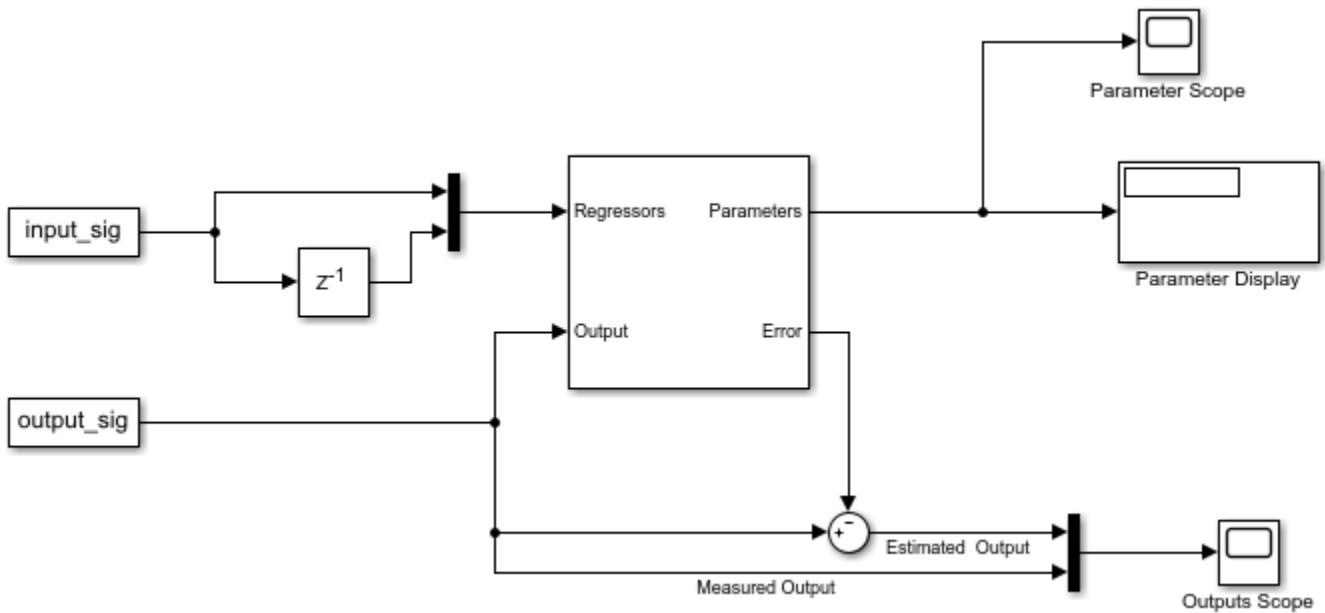 Parameter Scope
input_sig
Regressors
Parameters
Z-1
Parameter Display
Output
Error
output_sig
+
-
Estimated Output
Measured Output
Outputs Scope